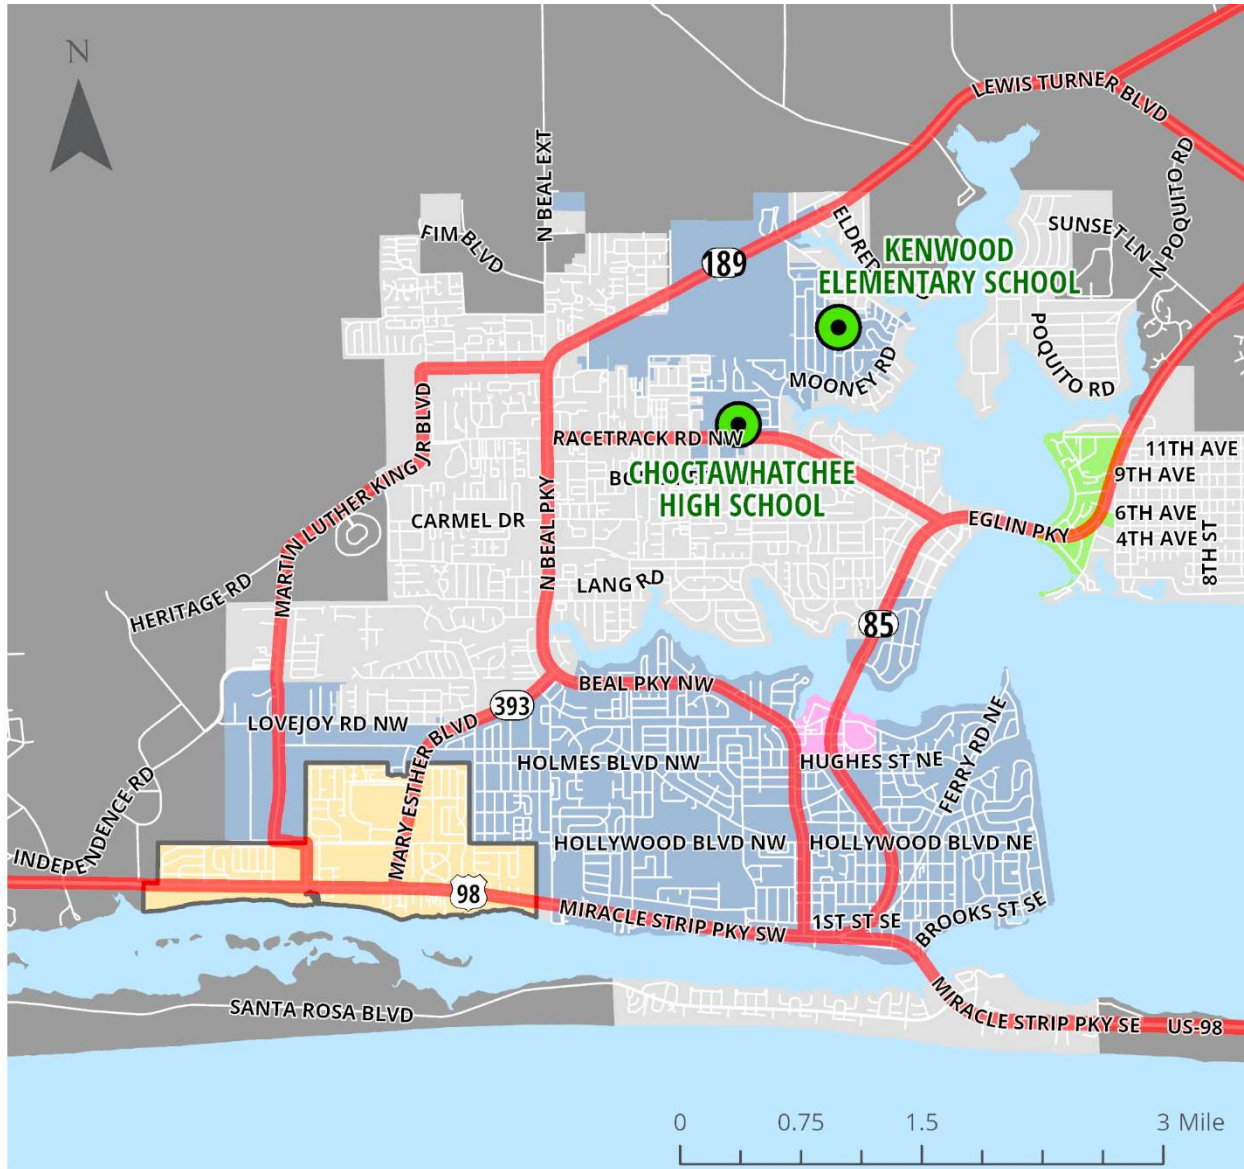 N
LEWIS TURNER BLVD
N BEAL EXT
N POQUITO RD
FIM BLVD
SUNSET LN
KENWOOD
ELEMENTARY SCHOOL
189
POQUITO RD
MOONEY RD
MARTIN LUTHER KING JR BLVD
RACETRACK RD NW
CHOCTAWHATCHEE
HIGH SCHOOL
11TH AVE
9TH AVE
6TH AVE
4TH AVE
8TH ST
CARMEL DR
N BEAL PKY
EGLIN PKY
LANG RD
HERITAGE RD
85
BEAL PKY NW
393
LOVEJOY RD NW
MARY ESTHER BLVD
HOLMES BLVD NW
HUGHES ST NE
FERRY RD NE
INDEPENDENCE RD
HOLLYWOOD BLVD NW
HOLLYWOOD BLVD NE
98
MIRACLE STRIP PKY SW
1ST ST SE
BROOKS ST SE
SANTA ROSA BLVD
MIRACLE STRIP PKY SE
US-98
0 0.75 1.5 3 Mile